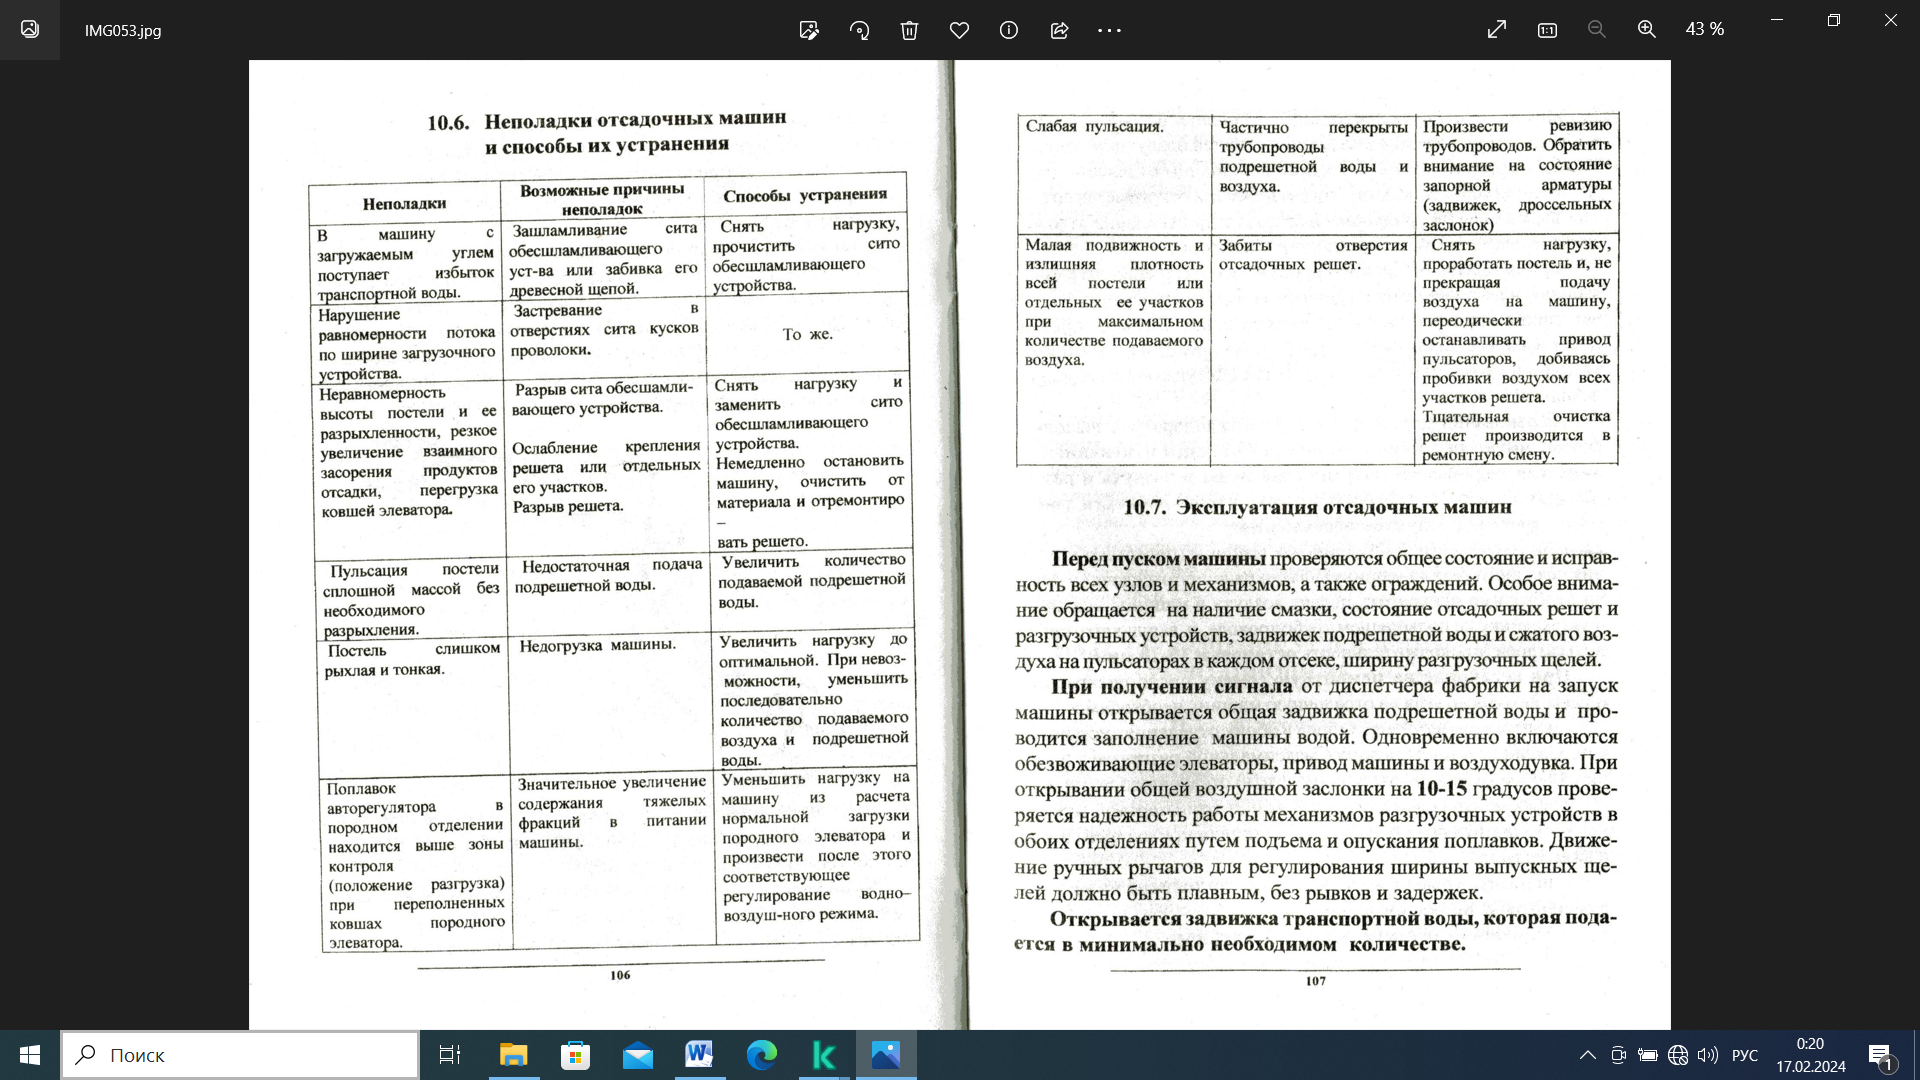 IMG053.jpg
43 %
10.6. Неполадки отсадочных машин
и способы их устранения
Неполадки
Возможные причины
неполадок
Способы устранения
В машину с
загружаемым углем
поступает избыток
транспортной воды.
Зашламливание сита
обесшламливающего
уст-ва или забивка его
древесной щепой.
Снять нагрузку,
прочистить сито
обесшламливающего
устройства.
Нарушение
равномерности потока
по ширине загрузочного
устройства.
Застревание в
отверстиях сита кусков
проволоки.
То же.
Неравномерность
высоты постели и ее
разрыхленности, резкое
увеличение взаимного
засорения продуктов
отсадки, перегрузка
ковшей элеватора.
Разрыв сита обесшамли-
вающего устройства.
Ослабление крепления
решета или отдельных
его участков.
Разрыв решета.
Снять нагрузку и
заменить сито
обесшламливающего
устройства.
Немедленно остановить
машину, очистить от
материала и отремонтиро
–
вать решето.
Пульсация постели
сплошной массой без
необходимого
разрыхления.
Недостаточная подача
подрешетной воды.
Увеличить количество
подаваемой подрешетной
воды.
Постель слишком
рыхлая и тонкая.
Недогрузка машины.
Увеличить нагрузку до
оптимальной. При невоз-
можности, уменьшить
последовательно
количество подаваемого
воздуха и подрешетной
воды.
Поплавок
авторегулятора в
породном отделении
находится выше зоны
контроля
(положение разгрузка)
при переполненных
ковшах породного
элеватора.
Значительное увеличение
содержания тяжелых
фракций в питании
машины.
Уменьшить нагрузку на
машину из расчета
нормальной загрузки
породного элеватора и
произвести после этого
соответствующее
регулирование водно–
воздуш-ного режима.
106
Слабая пульсация.
Частично перекрыты
трубопроводы
подрешетной воды и
воздуха.
Произвести ревизию
трубопроводов. Обратить
внимание на состояние
запорной арматуры
(задвижек, дроссельных
заслонок)
Малая подвижность и
излишняя плотность
всей постели или
отдельных ее участков
при максимальном
количестве подаваемого
воздуха.
Забиты отверстия
отсадочных решет.
Снять нагрузку,
проработать постель и, не
прекращая подачу
воздуха на машину,
переодически
останавливать привод
пульсаторов, добиваясь
пробивки воздухом всех
участков решета.
Тщательная очистка
решет производится в
ремонтную смену.
10.7. Эксплуатация отсадочных машин
Перед пуском машины проверяются общее состояние и исправ-
ность всех узлов и механизмов, а также ограждений. Особое внима-
ние обращается на наличие смазки, состояние отсадочных решет и
разгрузочных устройств, задвижек подрешетной воды и сжатого воз-
духа на пульсаторах в каждом отсеке, ширину разгрузочных щелей.
При получении сигнала от диспетчера фабрики на запуск
машины открывается общая задвижка подрешетной воды и про-
водится заполнение машины водой. Одновременно включаются
обезвоживающие элеваторы, привод машины и воздуходувка. При
открывании общей воздушной заслонки на 10-15 градусов прове-
ряется надежность работы механизмов разгрузочных устройств в
обоих отделениях путем подъема и опускания поплавков. Движе-
ние ручных рычагов для регулирования ширины выпускных ще-
лей должно быть плавным, без рывков и задержек.
Открывается задвижка транспортной воды, которая пода-
ется в минимально необходимом количестве.
107
Поиск
РУС
0:20
17.02.2024
1